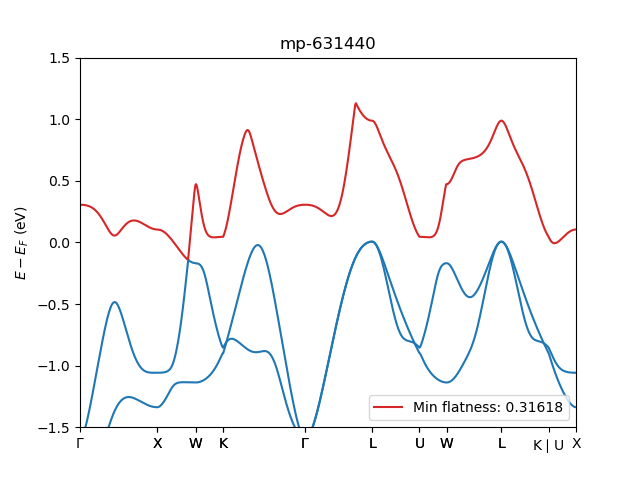 mp-631440
E − E_F (eV)
1.5
1.0
0.5
0.0
−0.5
−1.0
−1.5
Min flatness: 0.31618
Γ X W K Γ L U W L K | U X